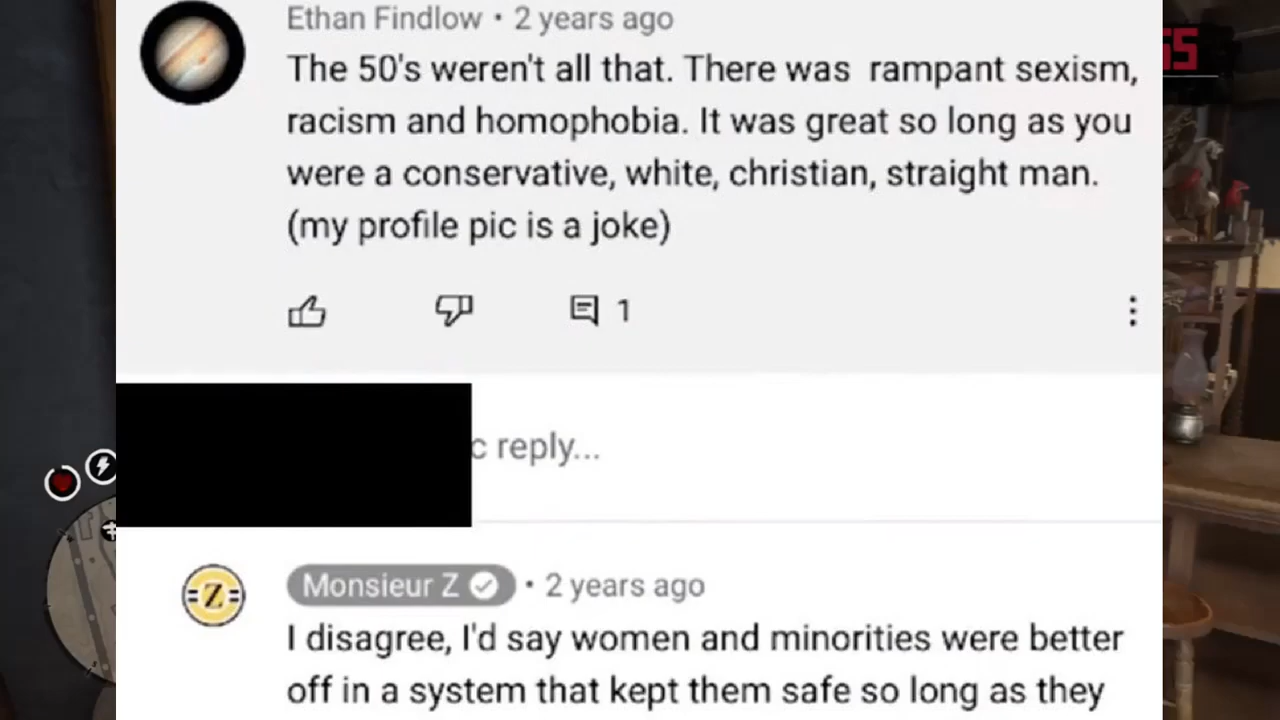 Ethan Findlow • 2 years ago
The 50's weren't all that. There was rampant sexism,
racism and homophobia. It was great so long as you
were a conservative, white, christian, straight man.
(my profile pic is a joke)
1
c reply...
Z
Monsieur Z • 2 years ago
I disagree, I'd say women and minorities were better
off in a system that kept them safe so long as they